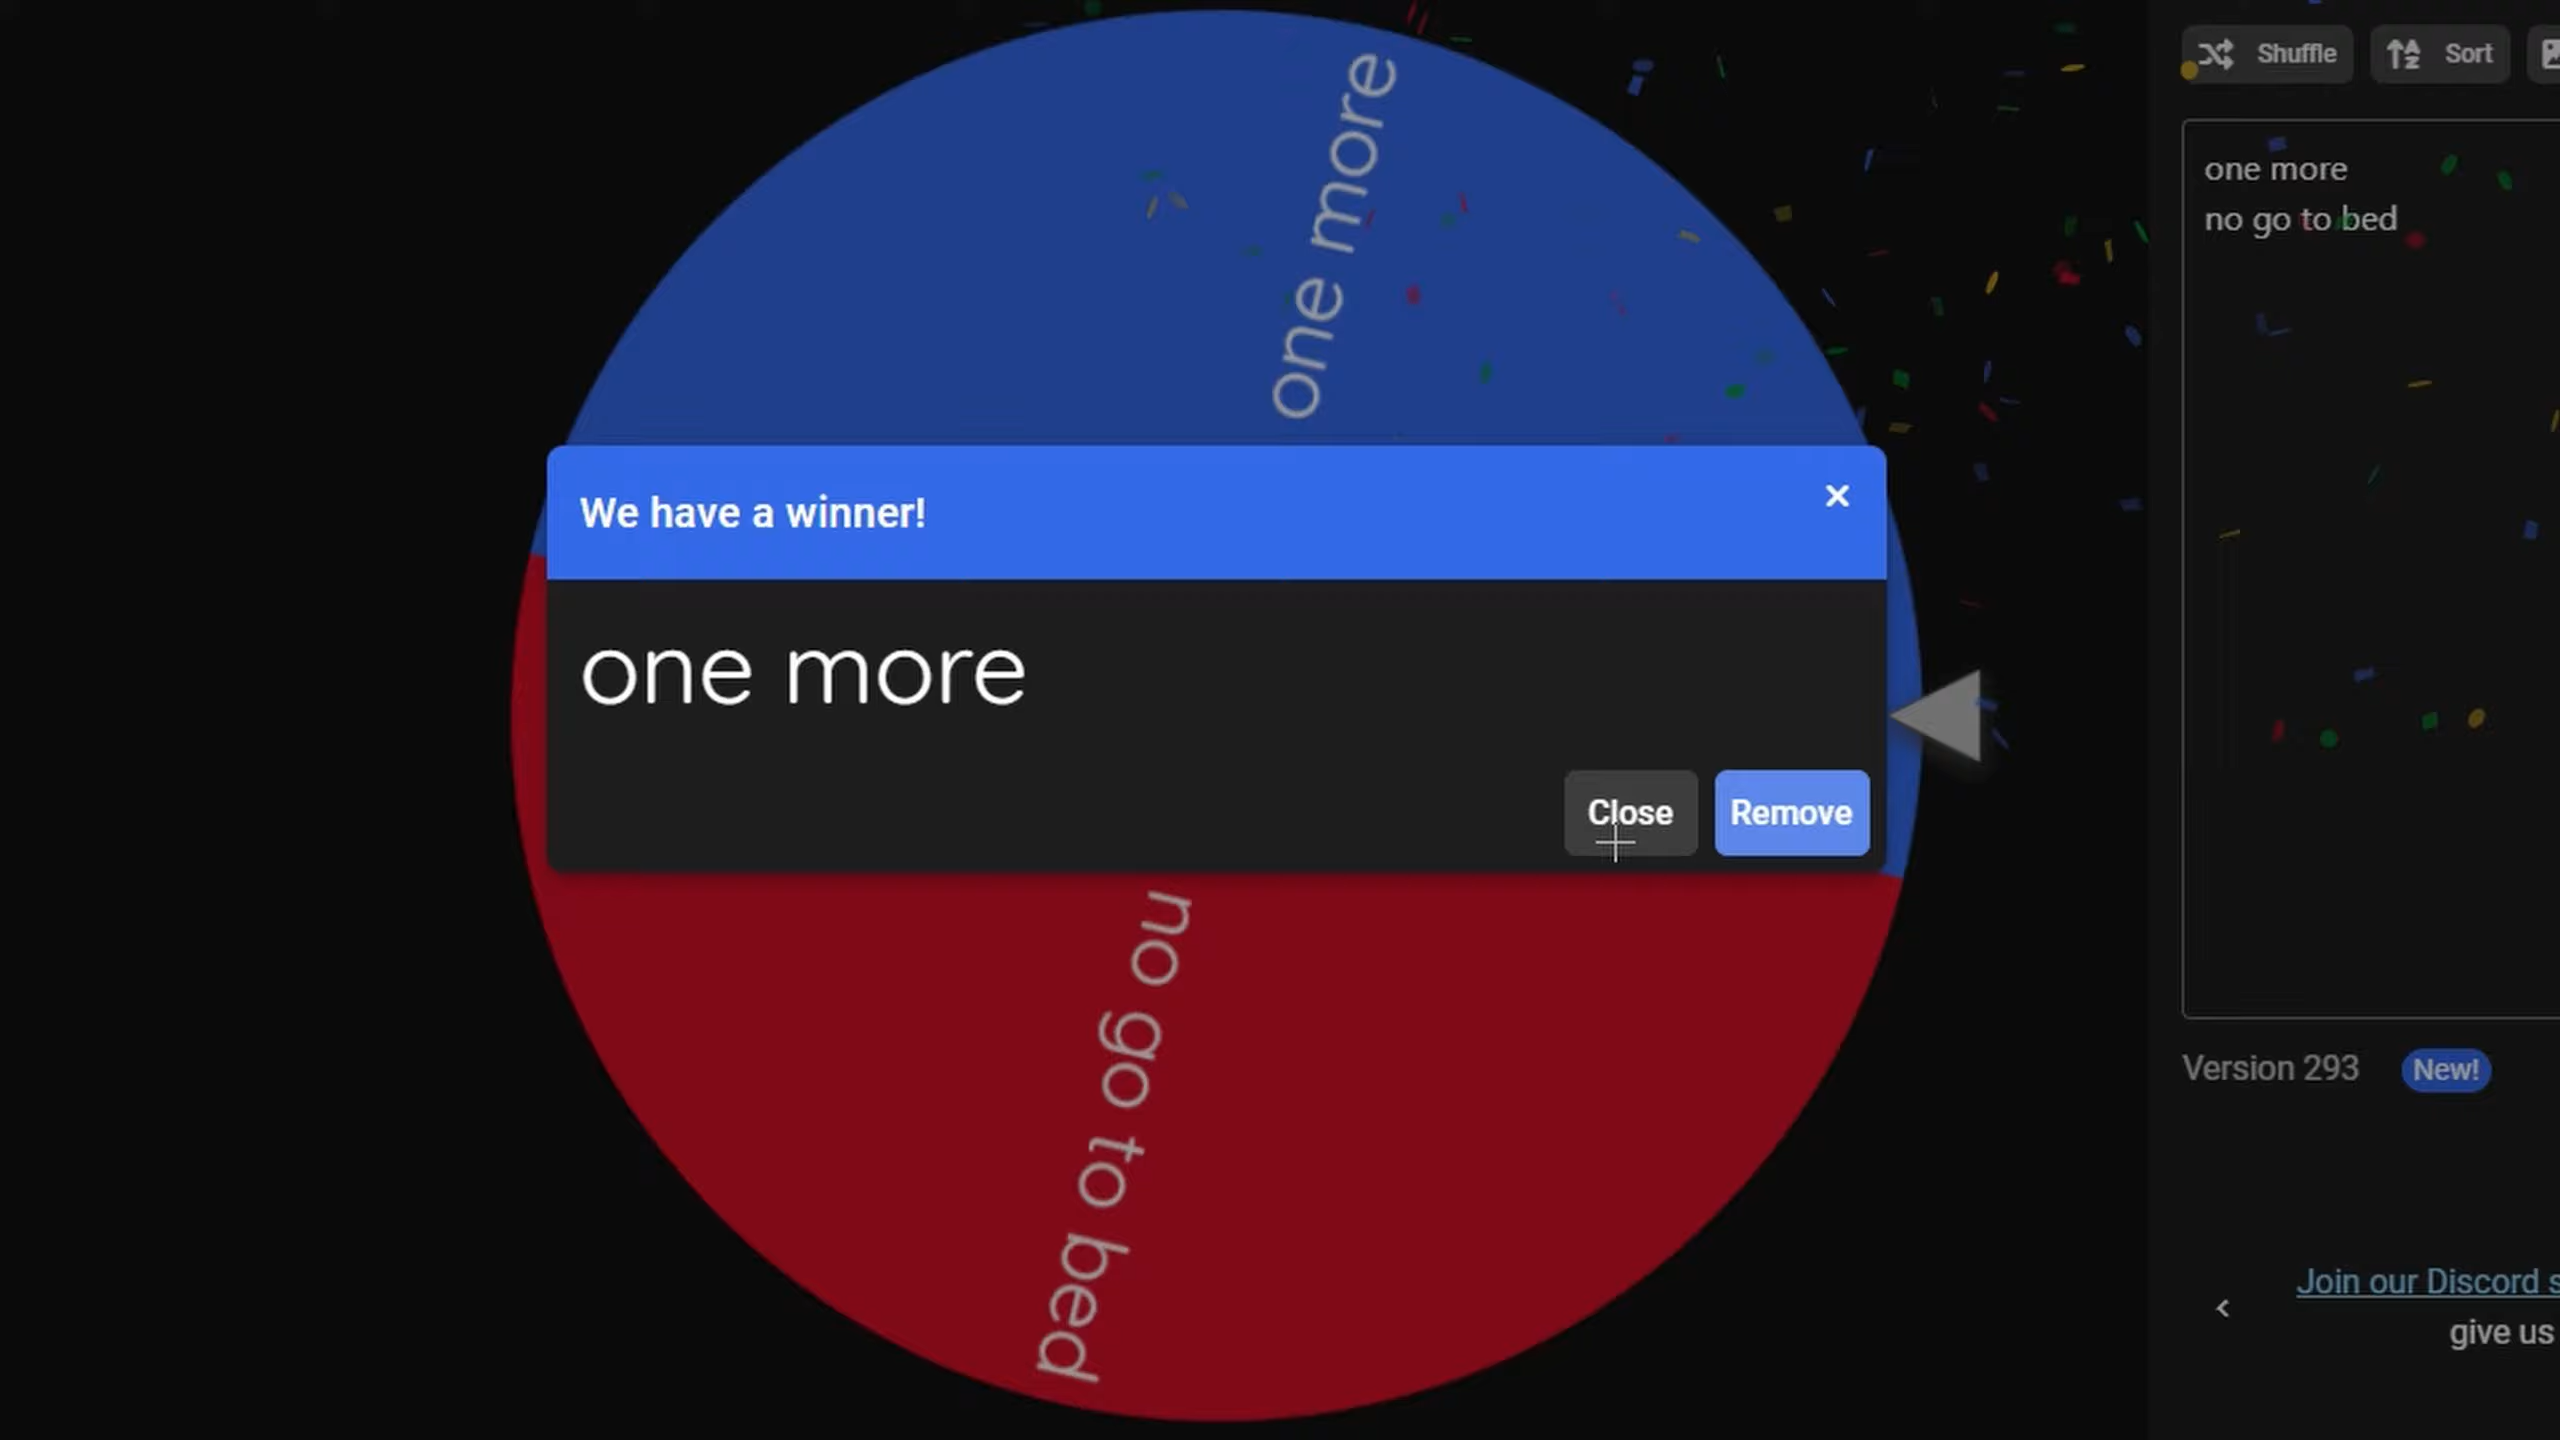 Shuffle
Sort
one more
one more
no go to bed
We have a winner!
one more
Close
Remove
no go to bed
Version 293
New!
Join our Discord s
give us